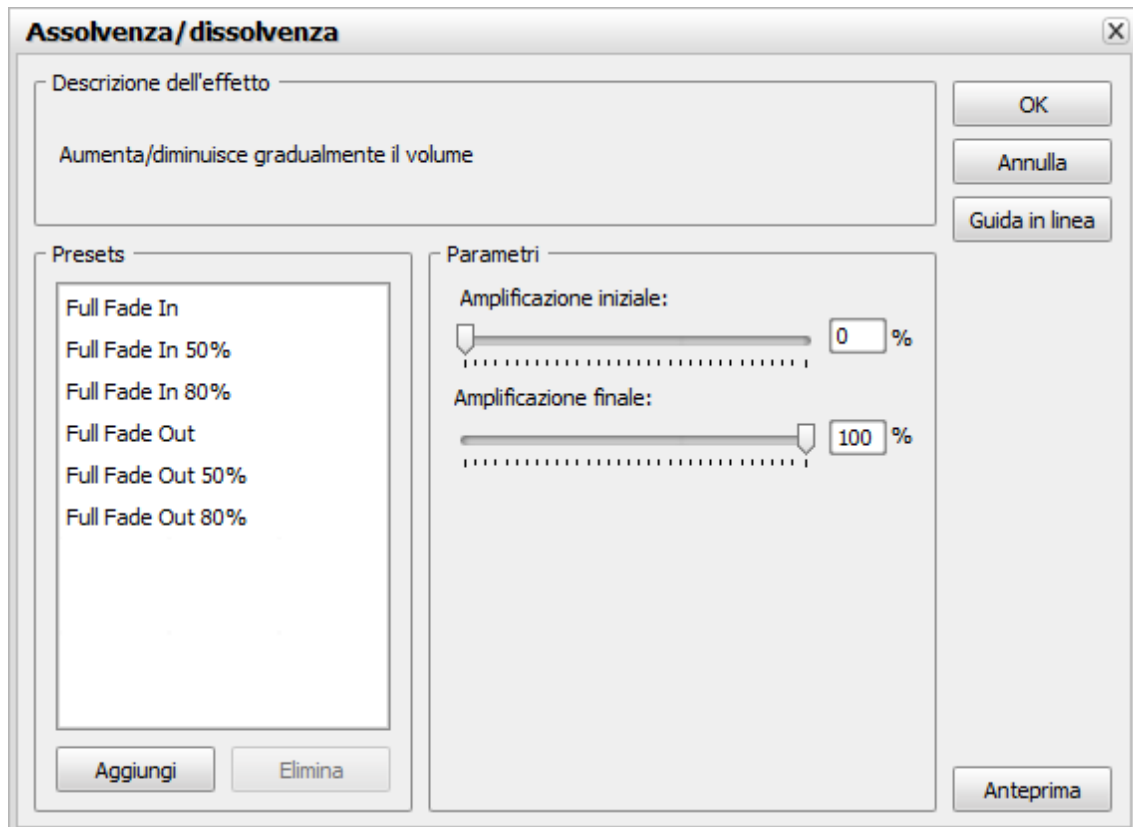 Assolvenza/dissolvenza
Descrizione dell'effetto
Aumenta/diminuisce gradualmente il volume
OK
Annulla
Guida in linea
Presets
Full Fade In
Full Fade In 50%
Full Fade In 80%
Full Fade Out
Full Fade Out 50%
Full Fade Out 80%
Aggiungi
Elimina
Parametri
Amplificazione iniziale:
0 %
Amplificazione finale:
100 %
Anteprima